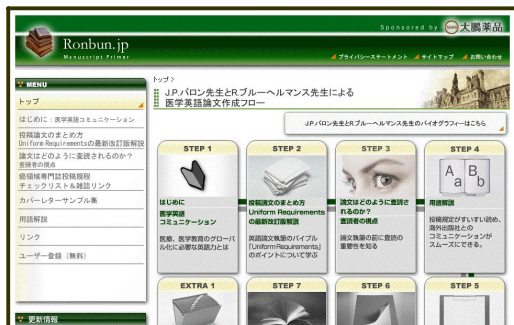 Sponsored by 大鵬薬品
Ronbun.jp
Manuscript Primer
プライバシーステートメント サイトマップ お問い合わせ
MENU
トップ
はじめに:医学英語コミュニケーション
投稿論文のまとめ方
Uniform Requirementsの最新改訂版解説
論文はどのように査読されるのか?
査読者の視点
癌領域専門誌投稿規程
チェックリスト&雑誌リンク
カバーレターサンプル集
用語解説
リンク
ユーザー登録(無料)
更新情報
トップ >
J.P.バロン先生とR.ブルーヘルマンス先生による
医学英語論文作成フロー
J.P.バロン先生とR.ブルーヘルマンス先生のバイオグラフィーはこちら
STEP 1
はじめに
医学英語
コミュニケーション
医療、医学教育のグローバ
ル化に必要な英語力とは
STEP 2
投稿論文のまとめ方
Uniform Requirements
の最新改訂版解説
英語論文執筆のバイブル
「Uniform Requirements」
のポイントについて学ぶ
STEP 3
論文はどのように査読さ
れるのか?
査読者の視点
論文執筆の前に査読の
重要性を知る
STEP 4
A a B b
用語解説
投稿規定がすいすい読め、
海外出版社との
コミュニケーションが
スムーズにできる。
EXTRA 1
STEP 7
STEP 6
STEP 5